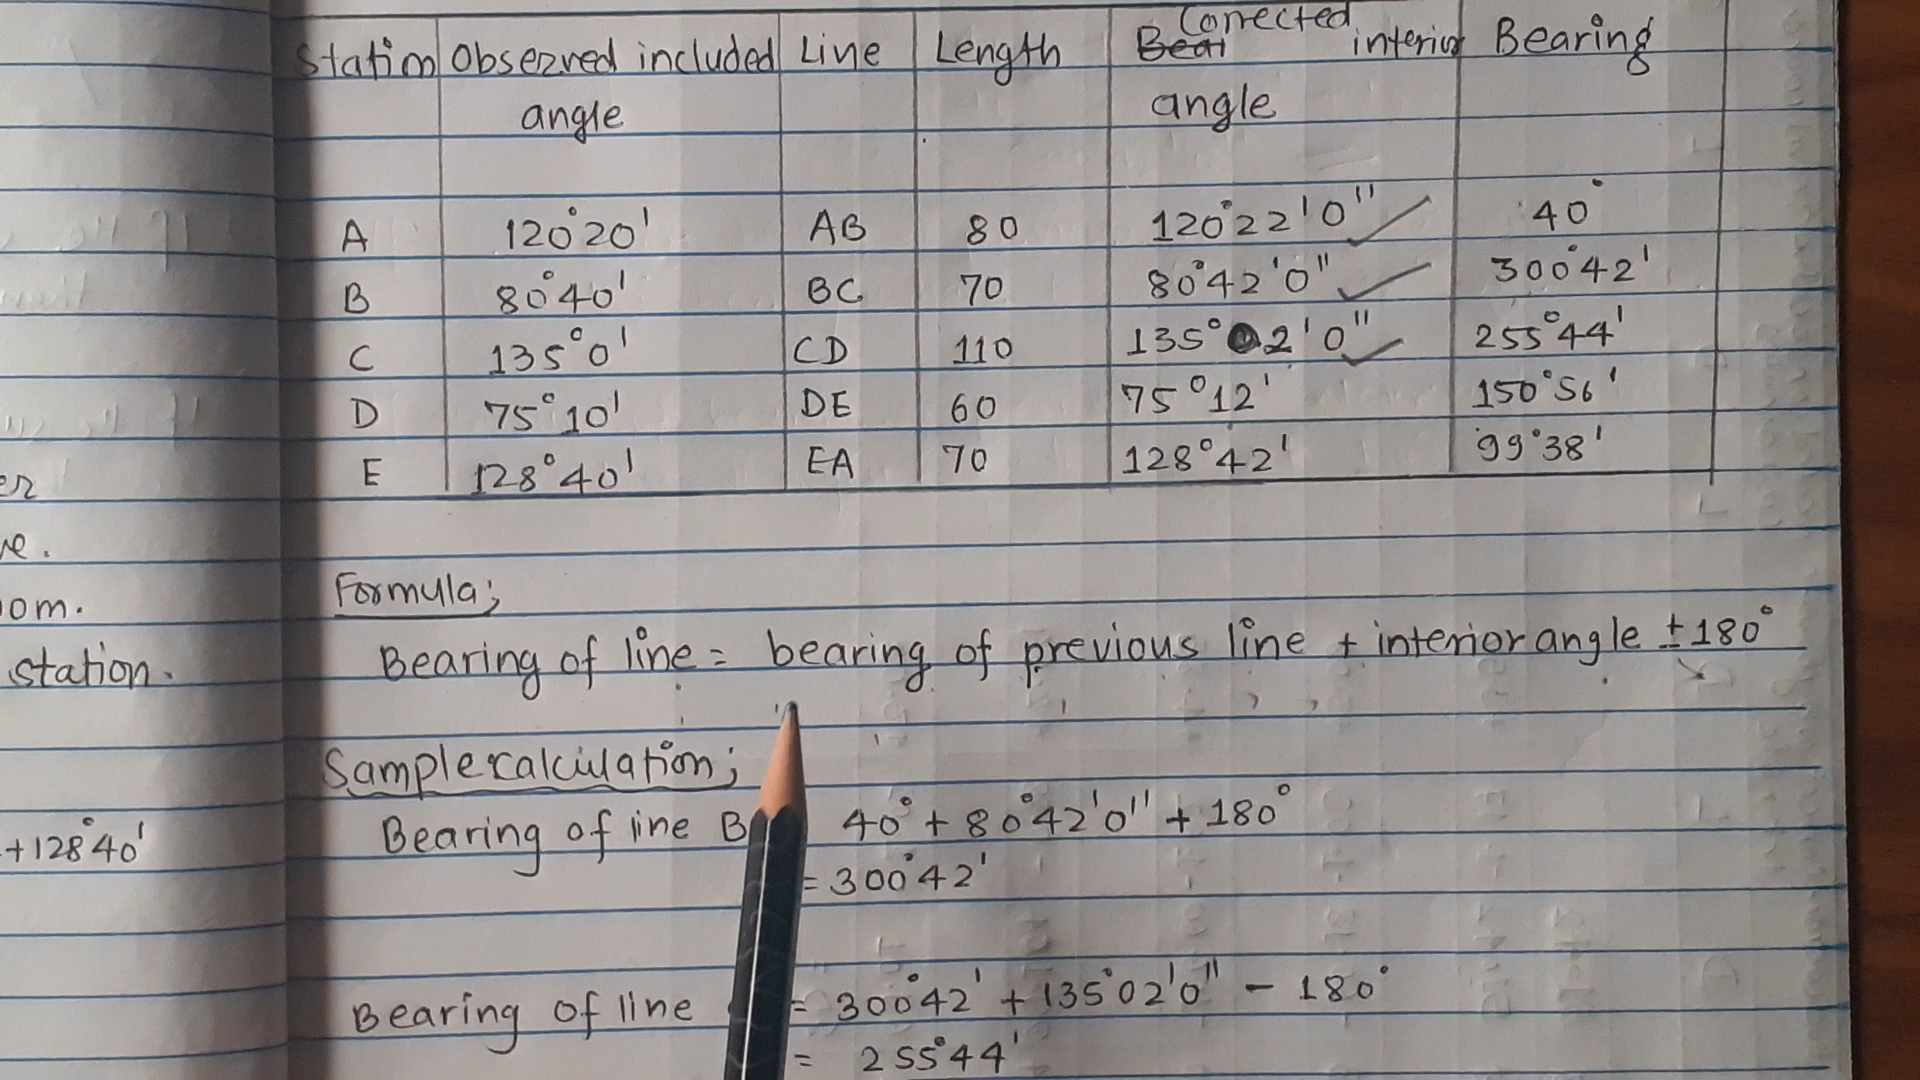 Station Observed included angle Line Length Corrected interior angle Bearing
A 120°20' AB 80 120°22'0" 40°
B 80°40' BC 70 80°42'0" 300°42'
C 135°0' CD 110 135°02'0" 255°44'
D 75°10' DE 60 75°12' 150°56'
E 128°40' EA 70 128°42' 99°38'
Formula;
Bearing of line = bearing of previous line + interior angle ± 180°
station.
Sample calculation;
Bearing of line B 40° + 80°42'0" + 180°
+128°40'
= 300°42'
Bearing of line = 300°42' + 135°02'0" - 180°
= 255°44'